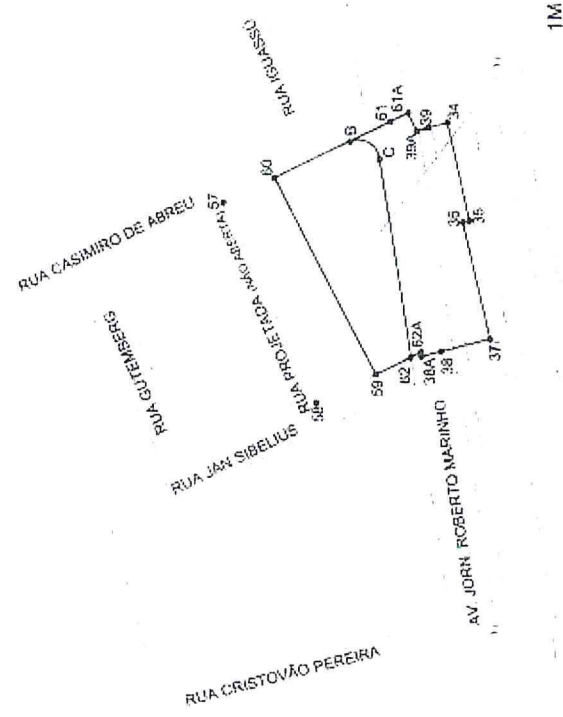 RUA IGUASSÚ
RUA CASIMIRO DE ABREU
60
57
RUA GUTEMBERG
RUA PROJETADA (NÃO ABERTA)
B
61
61A
C
39A
39
34
58
RUA JAN SIBELIUS
59
62
62A
38A
38
36
35
37
AV. JORN. ROBERTO MARINHO
RUA CRISTOVÃO PEREIRA
1M